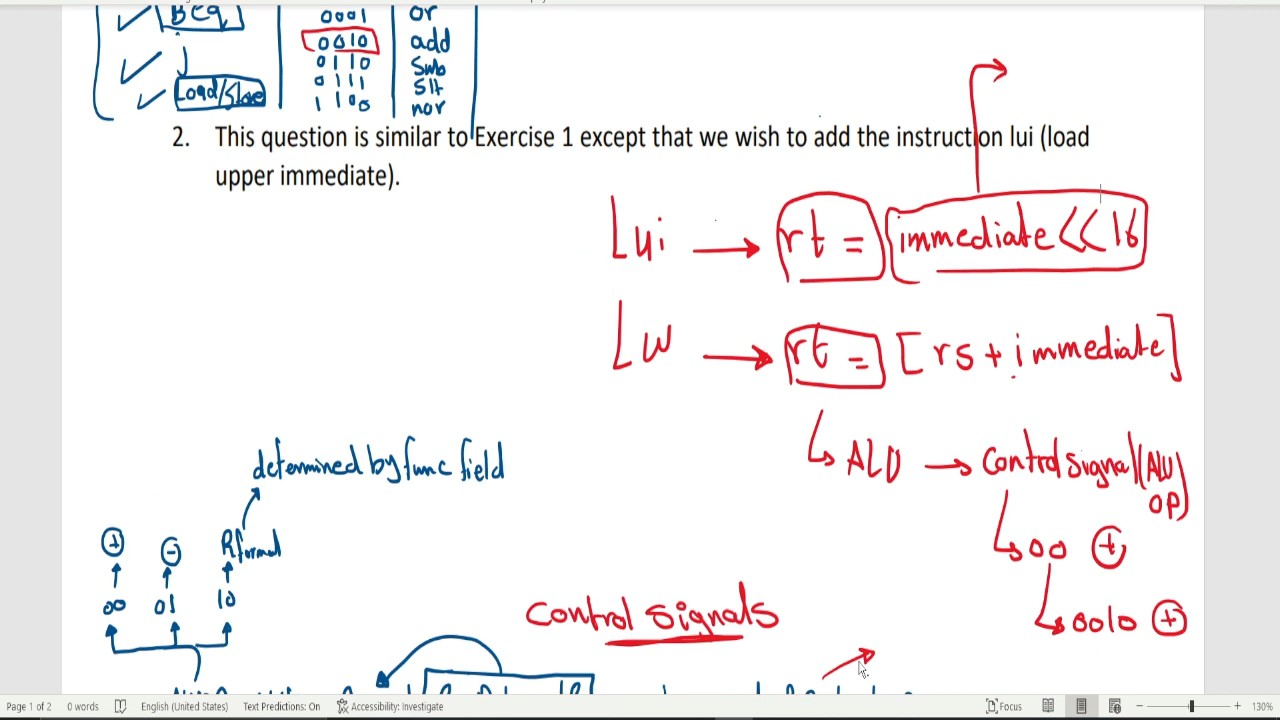 Beq 0001 or
0010 add
0110 Sub
0111 Slt
Load/Store 1100 nor
2. This question is similar to Exercise 1 except that we wish to add the instruction lui (load
upper immediate).
Lui → rt = immediate << 16
Lw → rt = [rs + immediate]
determined by func field
ALU → Control signal (ALU
OP)
+ - R format
00 +
00 01 10
Control signals
0010 +
Page 1 of 2 0 words English (United States) Text Predictions: On Accessibility: Investigate Focus 130%